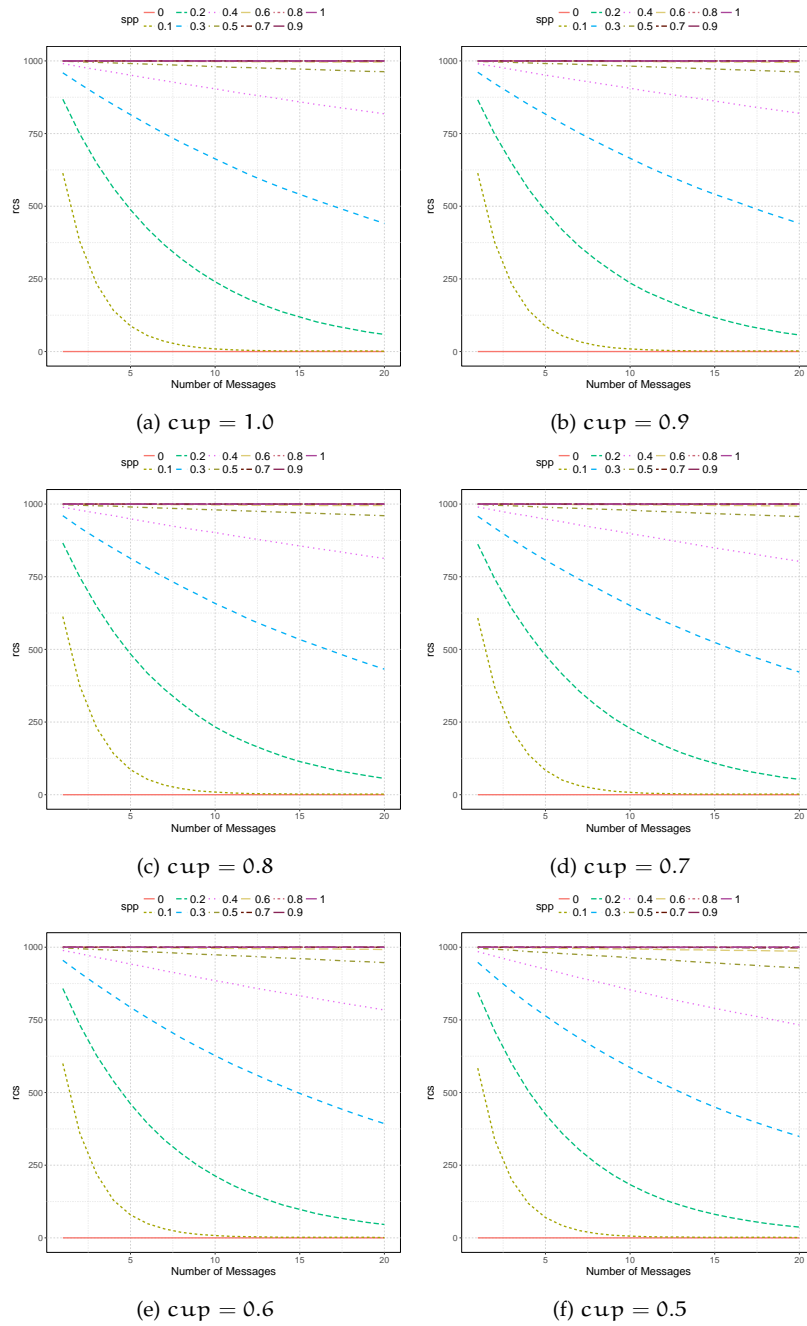 spp 0 0.2 0.4 0.6 0.8 1
0.1 0.3 0.5 0.7 0.9
1000
750
500
250
0
rcs
5 10 15 20
Number of Messages
(a) cup = 1.0
spp 0 0.2 0.4 0.6 0.8 1
0.1 0.3 0.5 0.7 0.9
1000
750
500
250
0
rcs
5 10 15 20
Number of Messages
(b) cup = 0.9
spp 0 0.2 0.4 0.6 0.8 1
0.1 0.3 0.5 0.7 0.9
1000
750
500
250
0
rcs
5 10 15 20
Number of Messages
(c) cup = 0.8
spp 0 0.2 0.4 0.6 0.8 1
0.1 0.3 0.5 0.7 0.9
1000
750
500
250
0
rcs
5 10 15 20
Number of Messages
(d) cup = 0.7
spp 0 0.2 0.4 0.6 0.8 1
0.1 0.3 0.5 0.7 0.9
1000
750
500
250
0
rcs
5 10 15 20
Number of Messages
(e) cup = 0.6
spp 0 0.2 0.4 0.6 0.8 1
0.1 0.3 0.5 0.7 0.9
1000
750
500
250
0
rcs
5 10 15 20
Number of Messages
(f) cup = 0.5